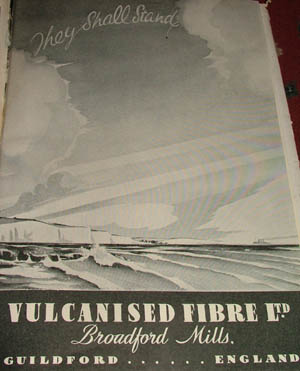 They Shall Stand
VULCANISED FIBRE LTD
Broadford Mills,
GUILDFORD ...... ENGLAND